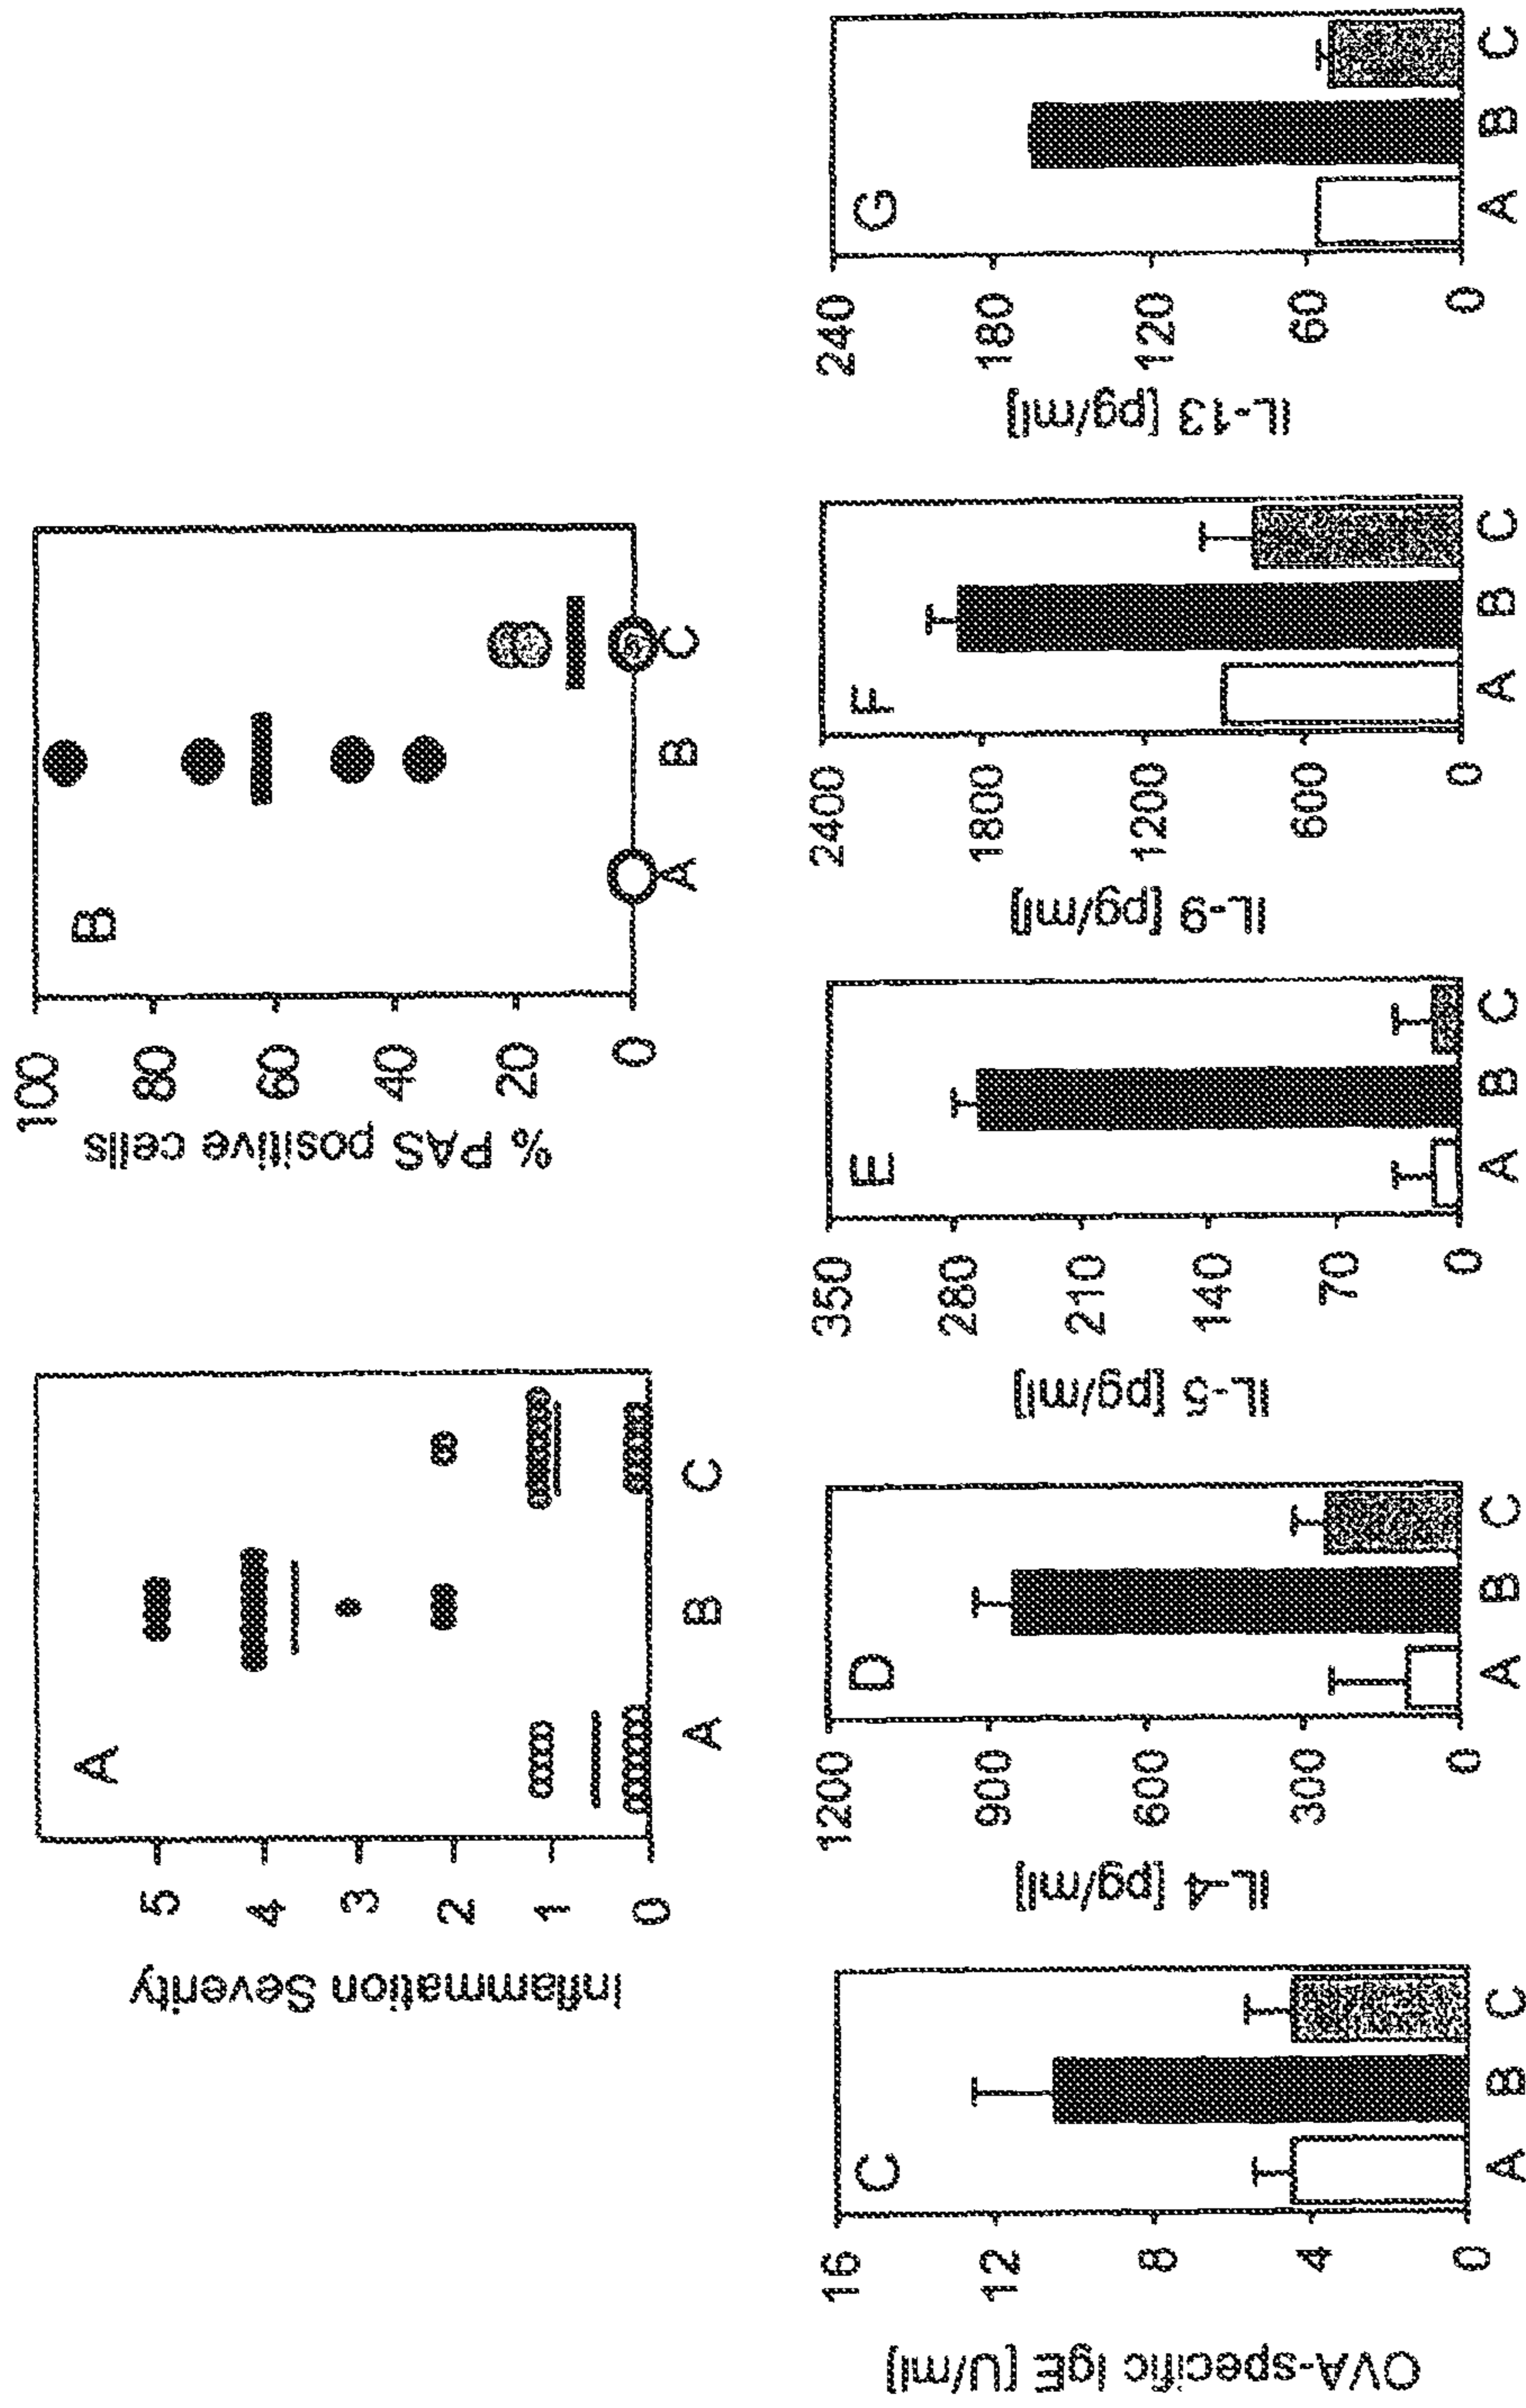 Inflammation Severity
5
4
3
2
1
0
A
A B C
% PAS positive cells
100
80
60
40
20
0
B
A B C
OVA-specific IgE [U/ml]
16
12
8
4
0
C
A B C
IL-4 [pg/ml]
1200
900
600
300
0
D
A B C
IL-5 [pg/ml]
350
280
210
140
70
0
E
A B C
IL-9 [pg/ml]
2400
1800
1200
600
0
F
A B C
IL-13 [pg/ml]
240
180
120
60
0
G
A B C